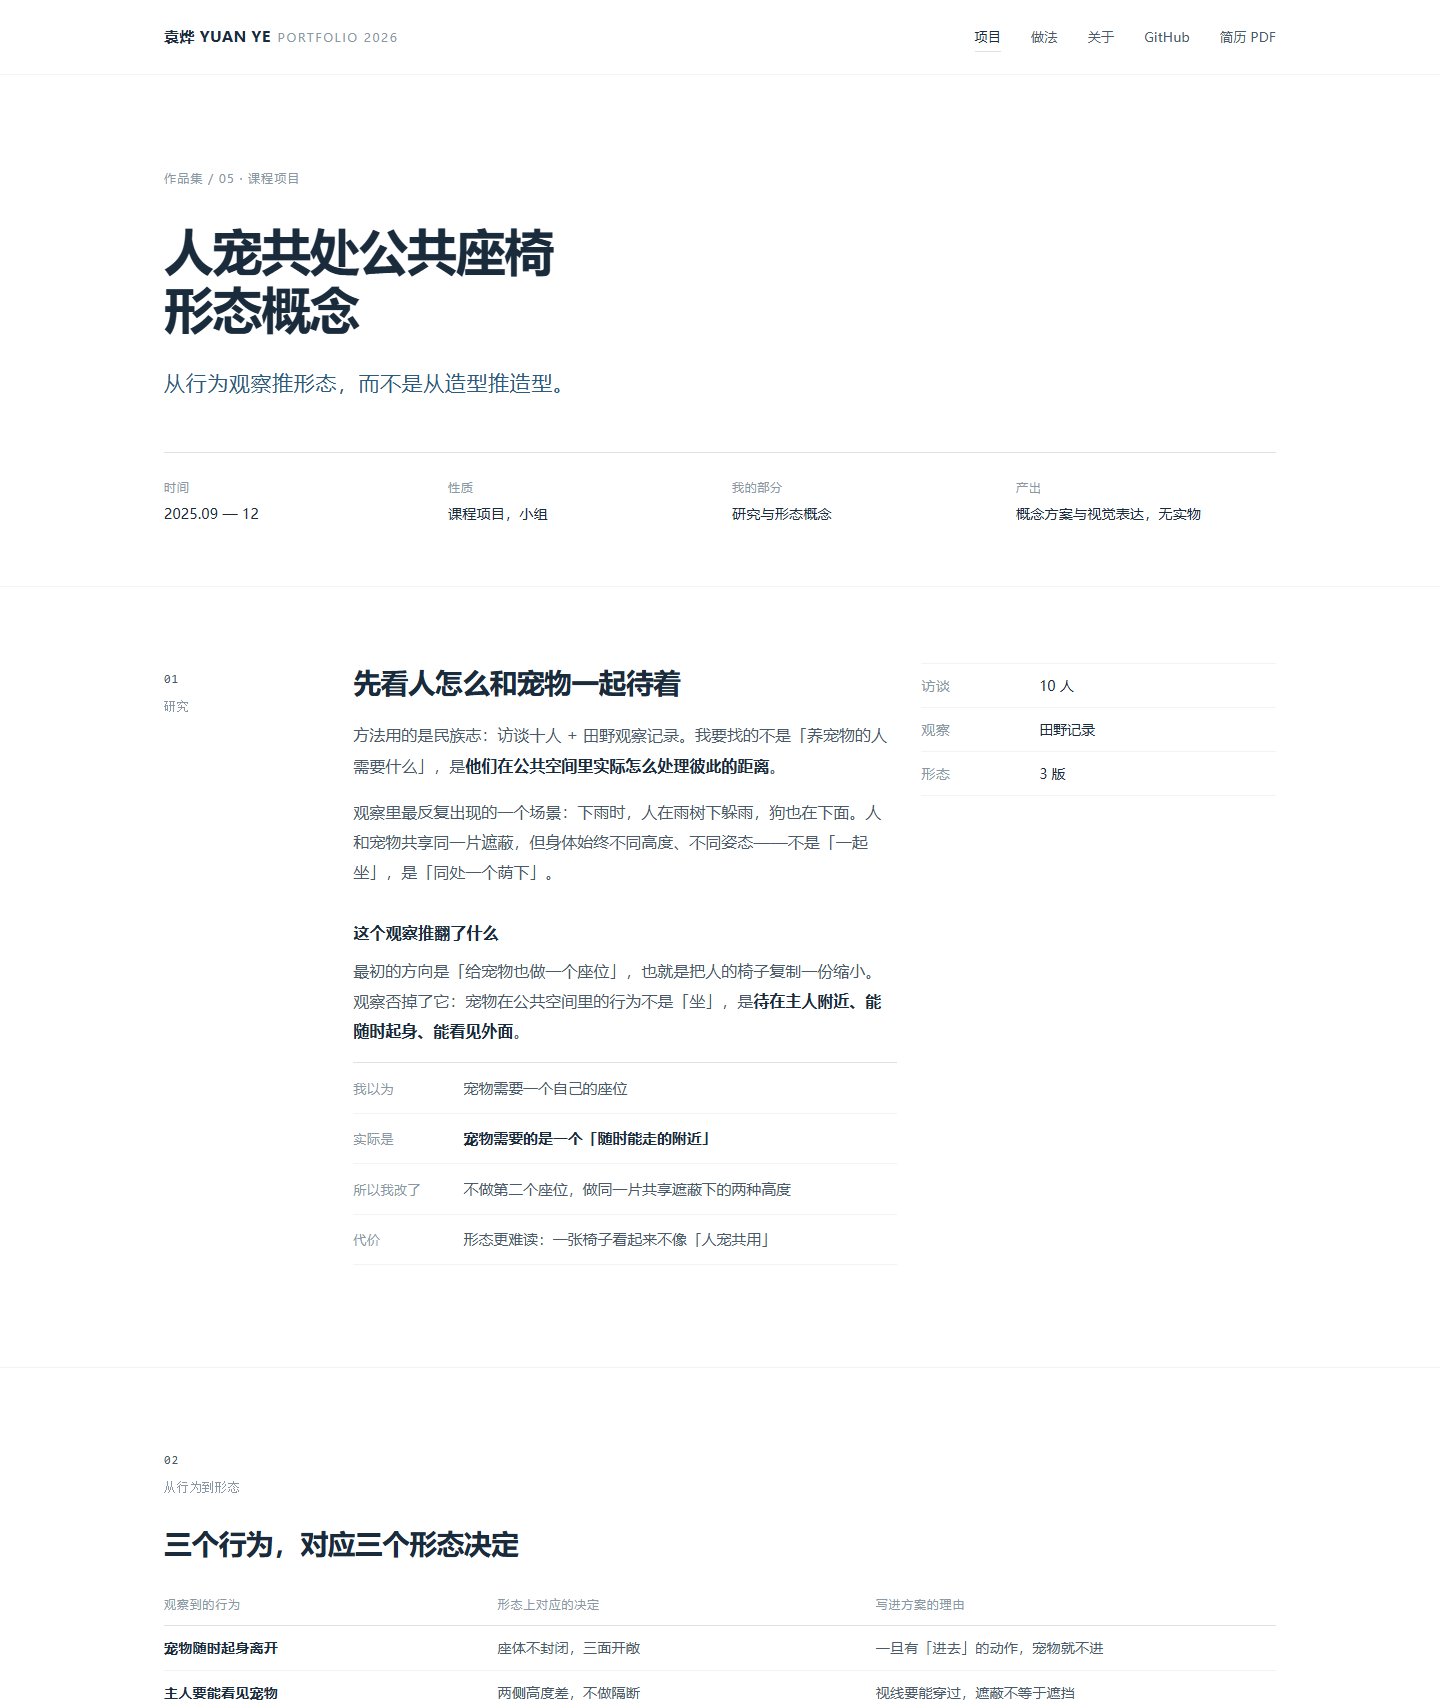 袁烨 YUAN YE PORTFOLIO 2026
项目 做法 关于 GitHub 简历 PDF
作品集 / 05 · 课程项目
人宠共处公共座椅
形态概念
从行为观察推形态，而不是从造型推造型。
时间 性质 我的部分 产出
2025.09 — 12 课程项目，小组 研究与形态概念 概念方案与视觉表达，无实物
01
研究
先看人怎么和宠物一起待着
方法用的是民族志：访谈十人 + 田野观察记录。我要找的不是「养宠物的人
需要什么」，是他们在公共空间里实际怎么处理彼此的距离。
观察里最反复出现的一个场景：下雨时，人在雨树下躲雨，狗也在下面。人
和宠物共享同一片遮蔽，但身体始终不同高度、不同姿态——不是「一起
坐」，是「同处一个荫下」。
这个观察推翻了什么
最初的方向是「给宠物也做一个座位」，也就是把人的椅子复制一份缩小。
观察否掉了它：宠物在公共空间里的行为不是「坐」，是待在主人附近、能
随时起身、能看见外面。
我以为 宠物需要一个自己的座位
实际是 宠物需要的是一个「随时能走的附近」
所以我改了 不做第二个座位，做同一片共享遮蔽下的两种高度
代价 形态更难读：一张椅子看起来不像「人宠共用」
访谈 10 人
观察 田野记录
形态 3 版
02
从行为到形态
三个行为，对应三个形态决定
观察到的行为 形态上对应的决定 写进方案的理由
宠物随时起身离开 座体不封闭，三面开敞 一旦有「进去」的动作，宠物就不进
主人要能看见宠物 两侧高度差，不做隔断 视线要能穿过，遮蔽不等于遮挡